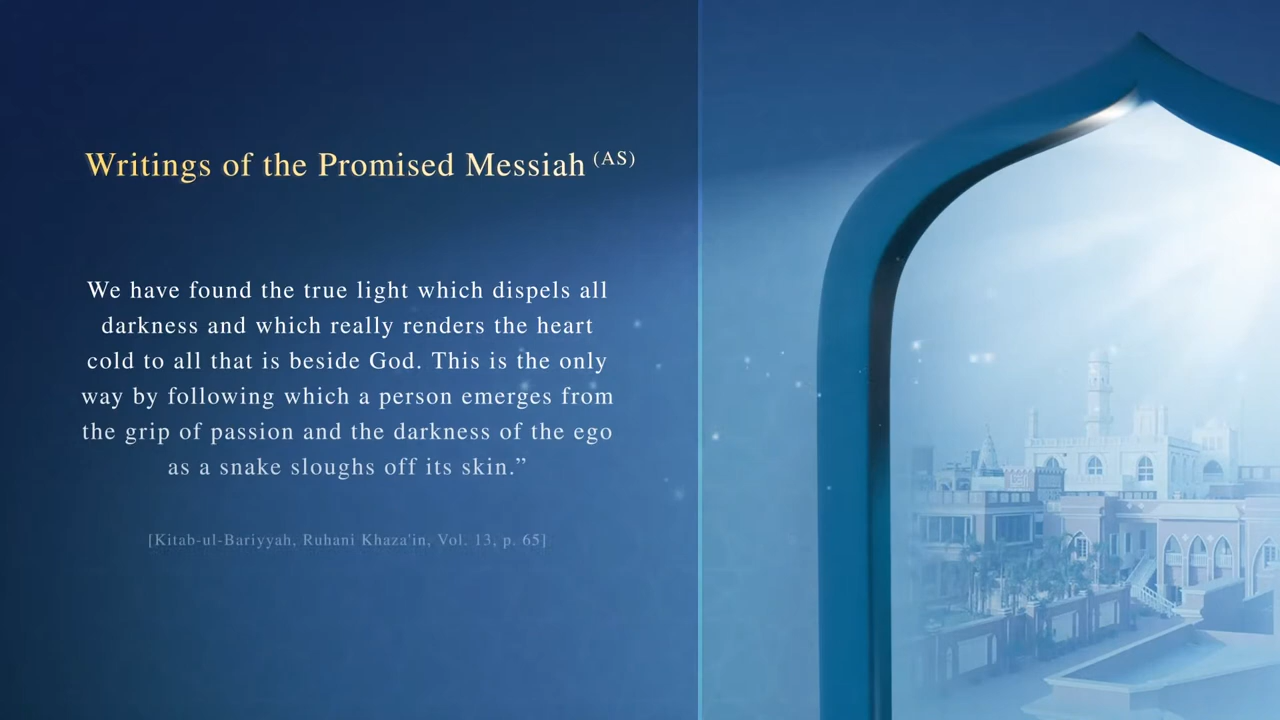 Writings of the Promised Messiah (AS)
We have found the true light which dispels all
darkness and which really renders the heart
cold to all that is beside God. This is the only
way by following which a person emerges from
the grip of passion and the darkness of the ego
as a snake sloughs off its skin.”
[Kitab-ul-Bariyyah, Ruhani Khaza'in, Vol. 13, p. 65]